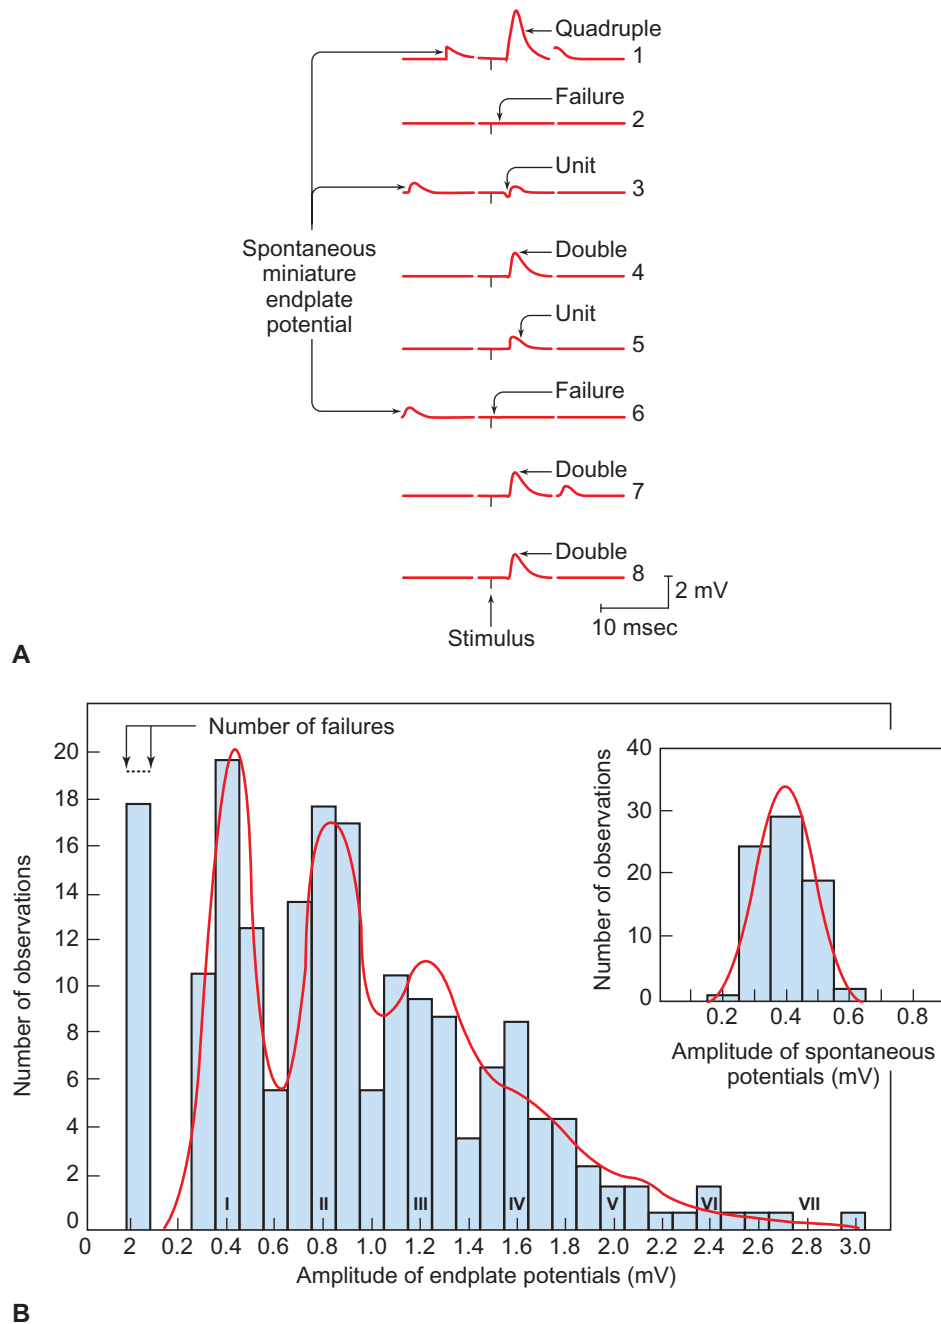 Quadruple
1
Failure
2
Unit
3
Spontaneous
miniature
endplate
potential
Double
4
Unit
5
Failure
6
Double
7
Double
8
2 mV
10 msec
Stimulus
A
Number of failures
Number of observations
20
18
16
14
12
10
8
6
4
2
0
I
II
III
IV
V
VI
VII
0 2 0.2 0.4 0.6 0.8 1.0 1.2 1.4 1.6 1.8 2.0 2.2 2.4 2.6 2.8 3.0
Amplitude of endplate potentials (mV)
Number of observations
40
30
20
10
0
0.2 0.4 0.6 0.8
Amplitude of spontaneous
potentials (mV)
B